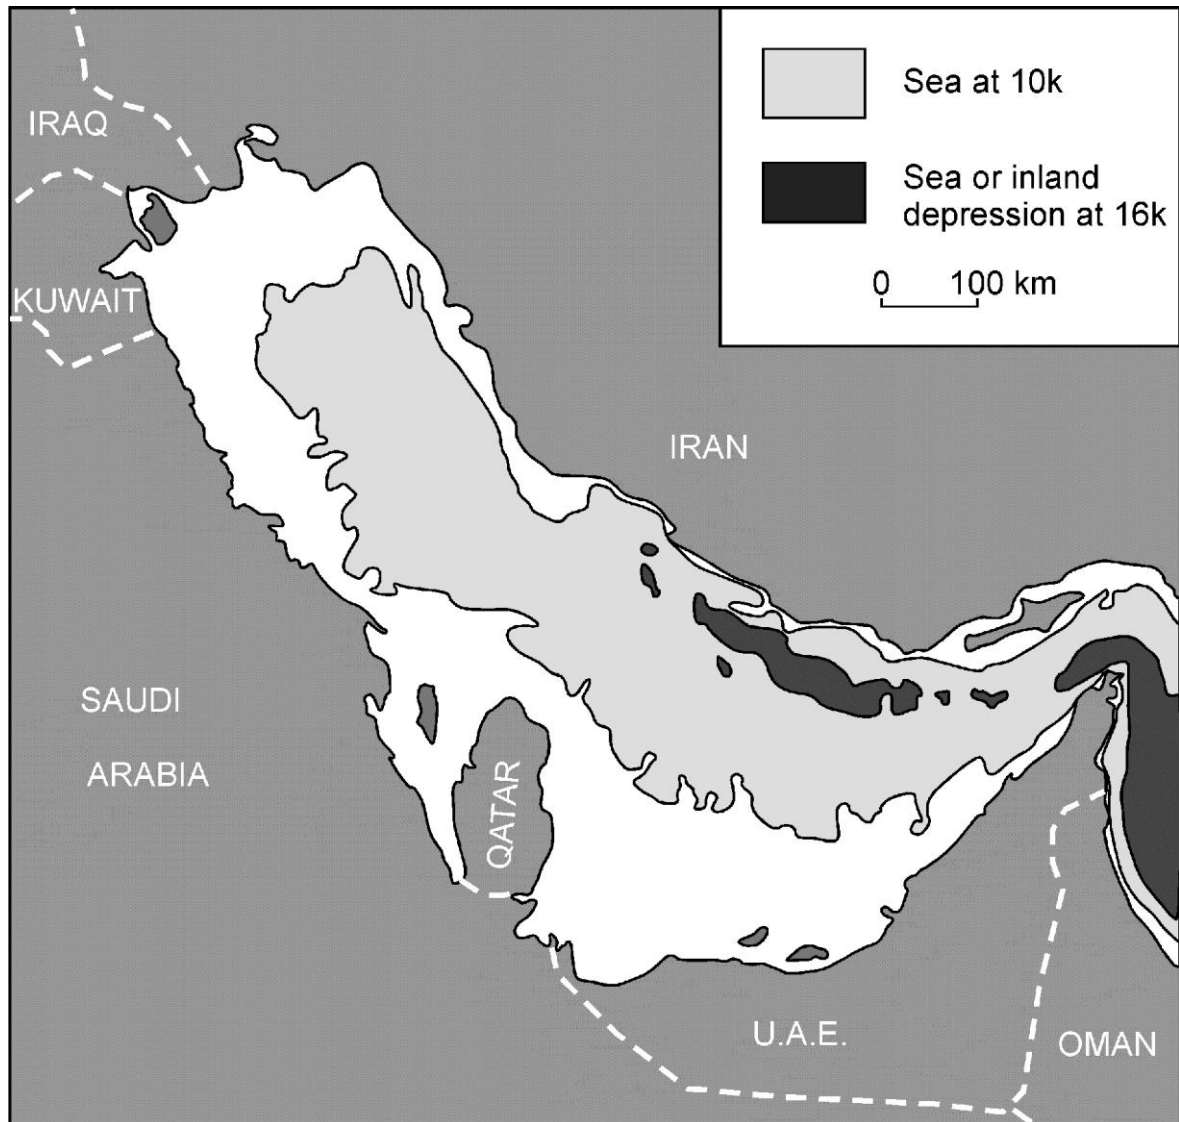 Sea at 10k
Sea or inland
depression at 16k
0 100 km
IRAQ
KUWAIT
IRAN
SAUDI
ARABIA
QATAR
U.A.E.
OMAN